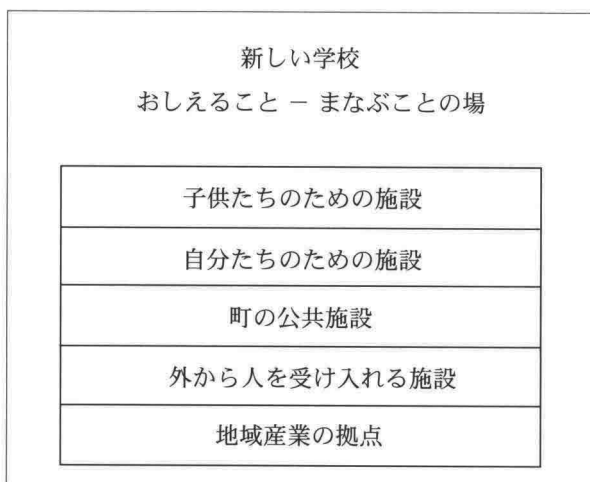 新しい学校
おしえること － まなぶことの場
子供たちのための施設
自分たちのための施設
町の公共施設
外から人を受け入れる施設
地域産業の拠点